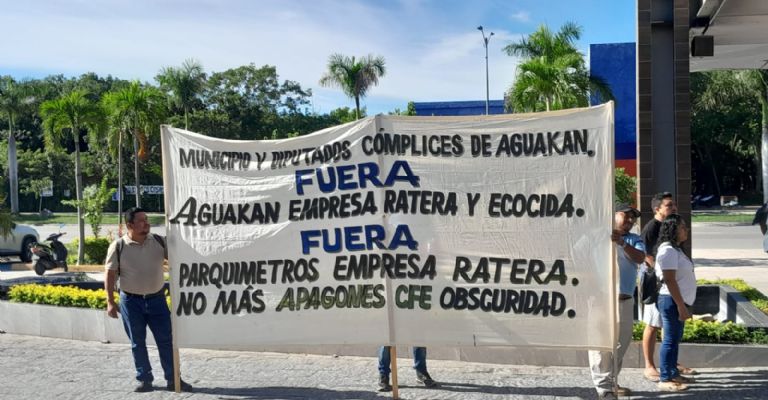 MUNICIPIO Y DIPUTADOS CÓMPLICES DE AGUAKAN.
FUERA
AGUAKAN EMPRESA RATERA Y ECOCIDA.
FUERA
PARQUIMETROS EMPRESA RATERA.
NO MÁS APAGONES CFE OBSCURIDAD.